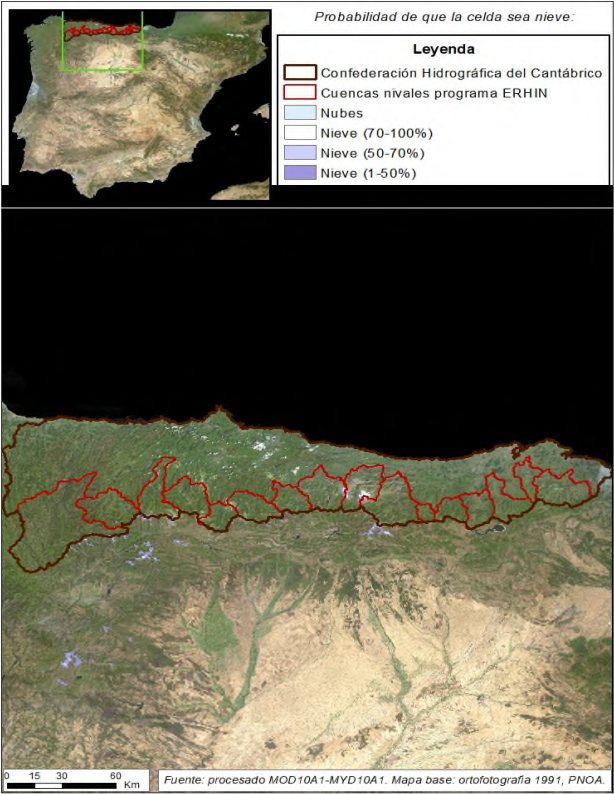 Probabilidad de que la celda sea nieve:
Leyenda
Confederación Hidrográfica del Cantábrico
Cuencas nivales programa ERHIN
Nubes
Nieve (70-100%)
Nieve (50-70%)
Nieve (1-50%)
0 15 30 60
Km
Fuente: procesado MOD10A1-MYD10A1. Mapa base: ortofotografia 1991, PNOA.